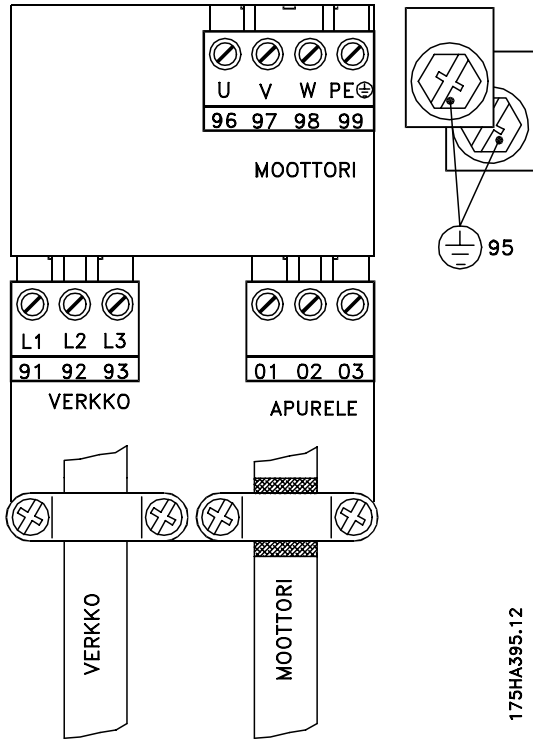 U V W PE
96 97 98 99
MOOTTORI
95
L1 L2 L3
91 92 93
VERKKO
01 02 03
APURELE
VERKKO
MOOTTORI
175HA395.12